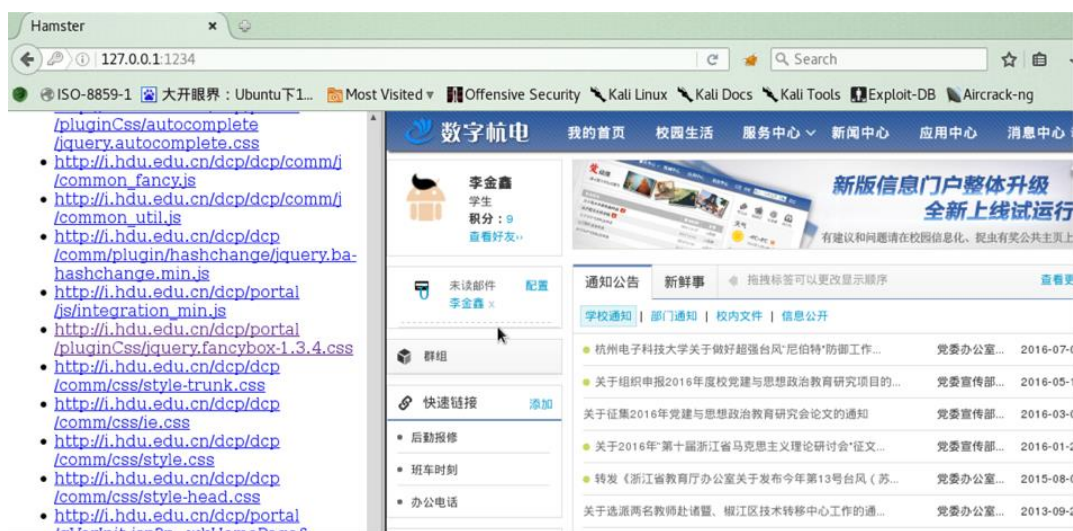 Hamster
127.0.0.1:1234
Search
ISO-8859-1 大开眼界：Ubuntu下1... Most Visited Offensive Security Kali Linux Kali Docs Kali Tools Exploit-DB Aircrack-ng
/pluginCss/autocomplete
/jquery.autocomplete.css
http://i.hdu.edu.cn/dcp/dcp/comm/j
/common_fancy.js
http://i.hdu.edu.cn/dcp/dcp/comm/j
/common_util.js
http://i.hdu.edu.cn/dcp/dcp
/comm/plugin/hashchange/jquery.ba-
hashchange.min.js
http://i.hdu.edu.cn/dcp/portal
/js/integration_min.js
http://i.hdu.edu.cn/dcp/portal
/pluginCss/jquery.fancybox-1.3.4.css
http://i.hdu.edu.cn/dcp/dcp
/comm/css/style-trunk.css
http://i.hdu.edu.cn/dcp/dcp
/comm/css/ie.css
http://i.hdu.edu.cn/dcp/dcp
/comm/css/style.css
http://i.hdu.edu.cn/dcp/dcp
/comm/css/style-head.css
http://i.hdu.edu.cn/dcp/portal
数字杭电 我的首页 校园生活 服务中心 新闻中心 应用中心 消息中心
李金鑫
学生
积分：9
查看好友
未读邮件 配置
李金鑫 x
群组
快速链接 添加
后勤报修
班车时刻
办公电话
新版信息门户整体升级
全新上线试运行
有建议和问题请在校园信息化、捉虫有奖公共主页上
通知公告 新鲜事 拖拽标签可以更改显示顺序 查看更
学校通知 | 部门通知 | 校内文件 | 信息公开
杭州电子科技大学关于做好超强台风"尼伯特"防御工作... 党委办公室... 2016-07-0
关于组织申报2016年度校党建与思想政治教育研究项目的... 党委宣传部... 2016-05-1
关于征集2016年党建与思想政治教育研究会论文的通知 党委宣传部... 2016-03-0
关于2016年"第十届浙江省马克思主义理论研讨会"征文... 党委宣传部... 2016-01-2
转发《浙江省教育厅办公室关于发布今年第13号台风（苏... 党委办公室... 2015-08-0
关于选派两名教师赴诸暨、椒江区技术转移中心工作的通... 党委办公室... 2013-09-2